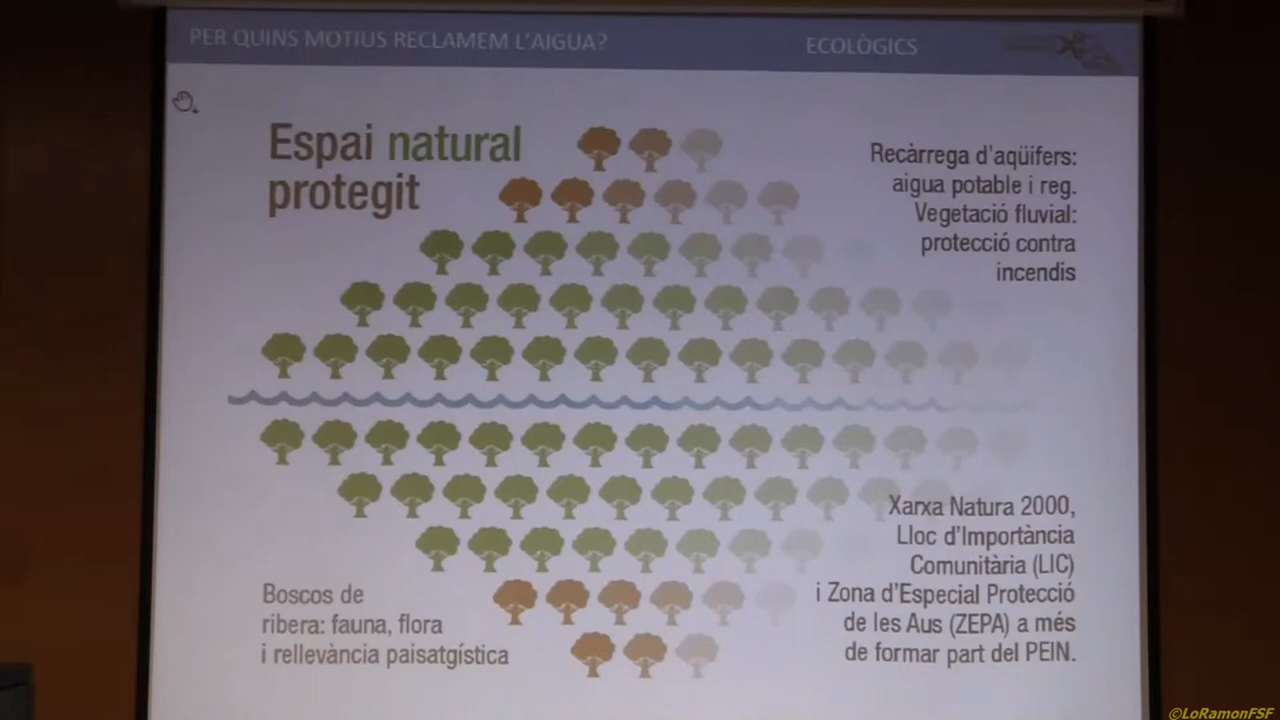 PER QUINS MOTIUS RECLAMEM L'AIGUA?
ECOLÒGICS
Espai natural
protegit
Recàrrega d'aqüifers:
aigua potable i reg.
Vegetació fluvial:
protecció contra
incendis
Boscos de
ribera: fauna, flora
i rellevància paisatgística
Xarxa Natura 2000,
Lloc d'Importància
Comunitària (LIC)
i Zona d'Especial Protecció
de les Aus (ZEPA) a més
de formar part del PEIN.
©LoRamonFSF